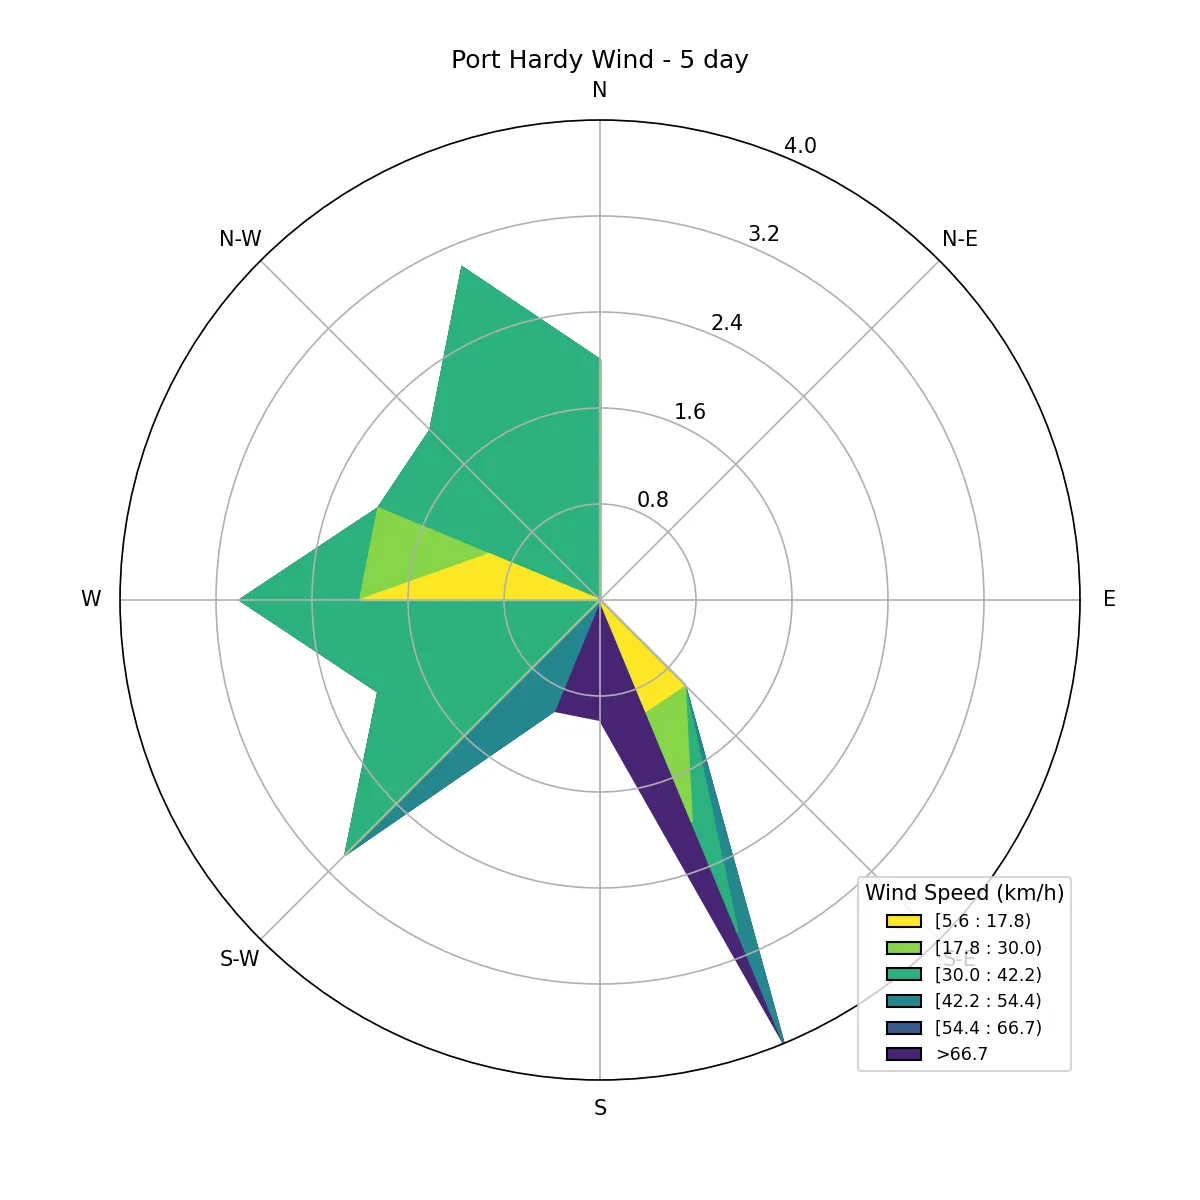 Port Hardy Wind - 5 day
N
4.0
N-W
N-E
3.2
2.4
1.6
0.8
W
E
S-W
S-E
S
Wind Speed (km/h)
[5.6 : 17.8)
[17.8 : 30.0)
[30.0 : 42.2)
[42.2 : 54.4)
[54.4 : 66.7)
>66.7